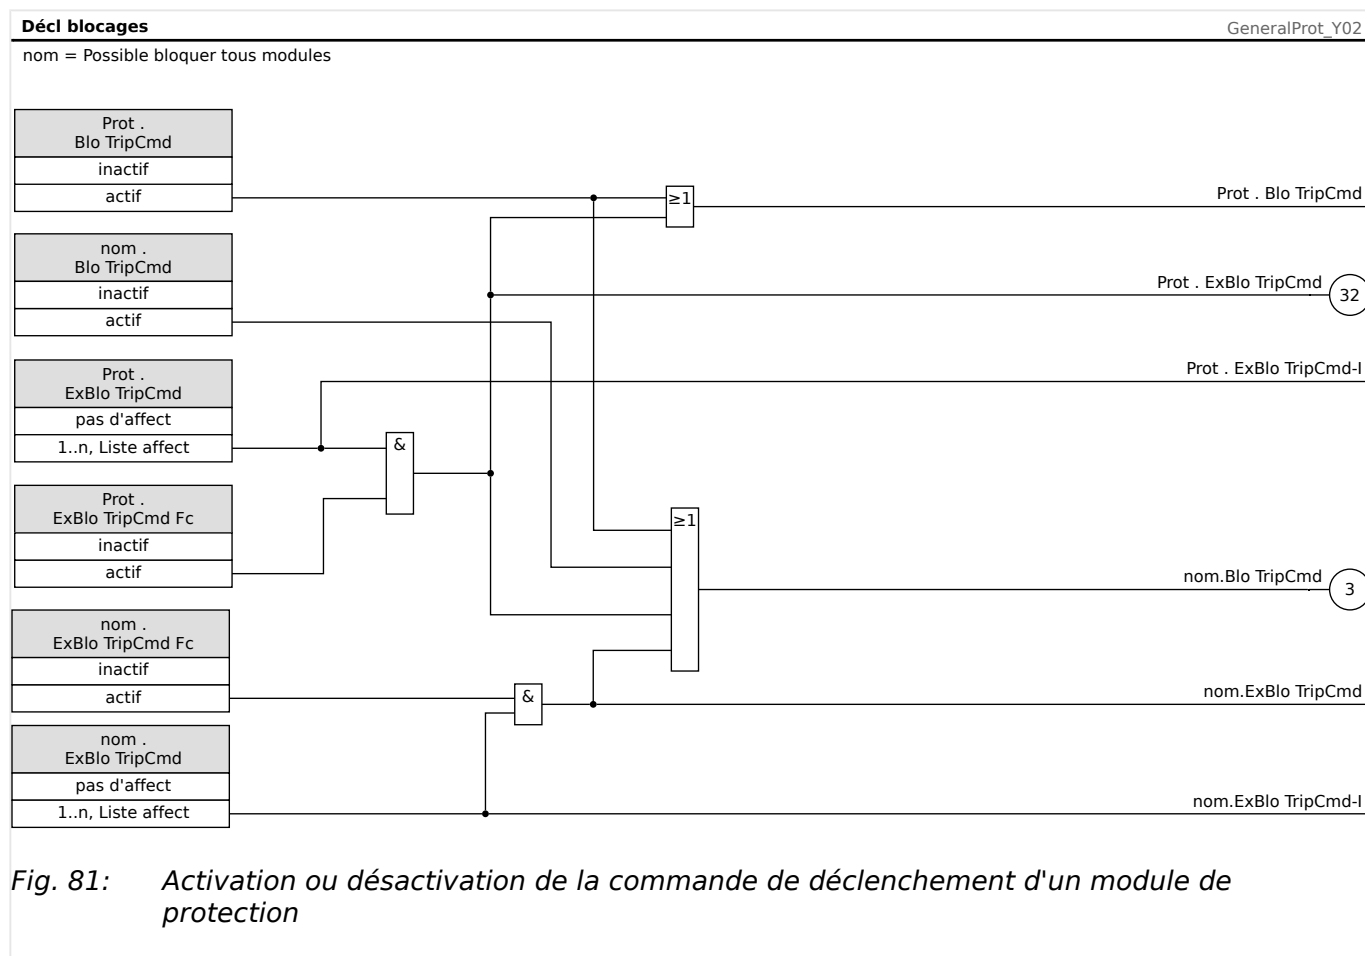 Décl blocages
GeneralProt_Y02
nom = Possible bloquer tous modules
Prot .
Blo TripCmd
inactif
actif
≥1
Prot . Blo TripCmd
nom .
Blo TripCmd
inactif
actif
Prot . ExBlo TripCmd
32
Prot .
ExBlo TripCmd
pas d'affect
1..n, Liste affect
&
Prot . ExBlo TripCmd-I
Prot .
ExBlo TripCmd Fc
inactif
actif
≥1
nom.Blo TripCmd
3
nom .
ExBlo TripCmd Fc
inactif
actif
&
nom.ExBlo TripCmd
nom .
ExBlo TripCmd
pas d'affect
1..n, Liste affect
nom.ExBlo TripCmd-I
Fig. 81: Activation ou désactivation de la commande de déclenchement d'un module de
protection